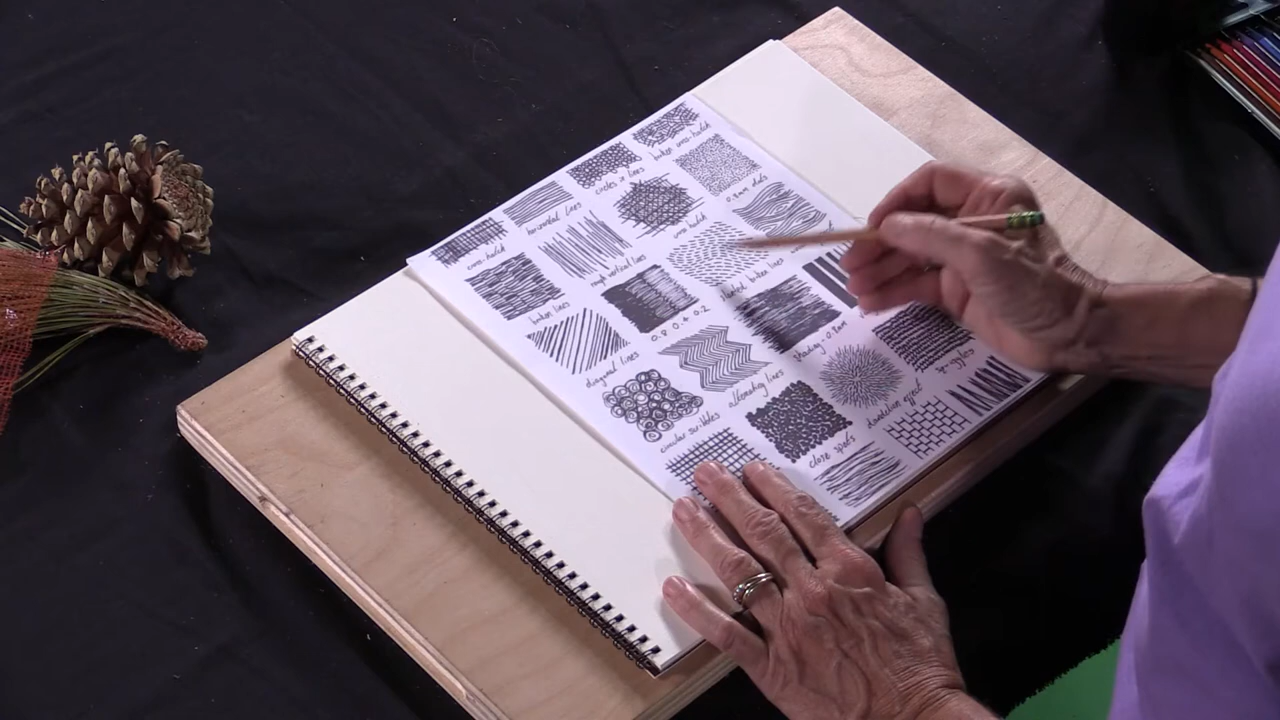 cross-hatch
horizontal lines
circles & lines
broken cross-hatch
broken lines
rough vertical lines
cross hatch
0.8mm dots
diagonal lines
0.8 0.4 0.2
broken lines
circular scribbles
alternating lines
shading-0.8mm
close spots
dandelion effect
squiggles